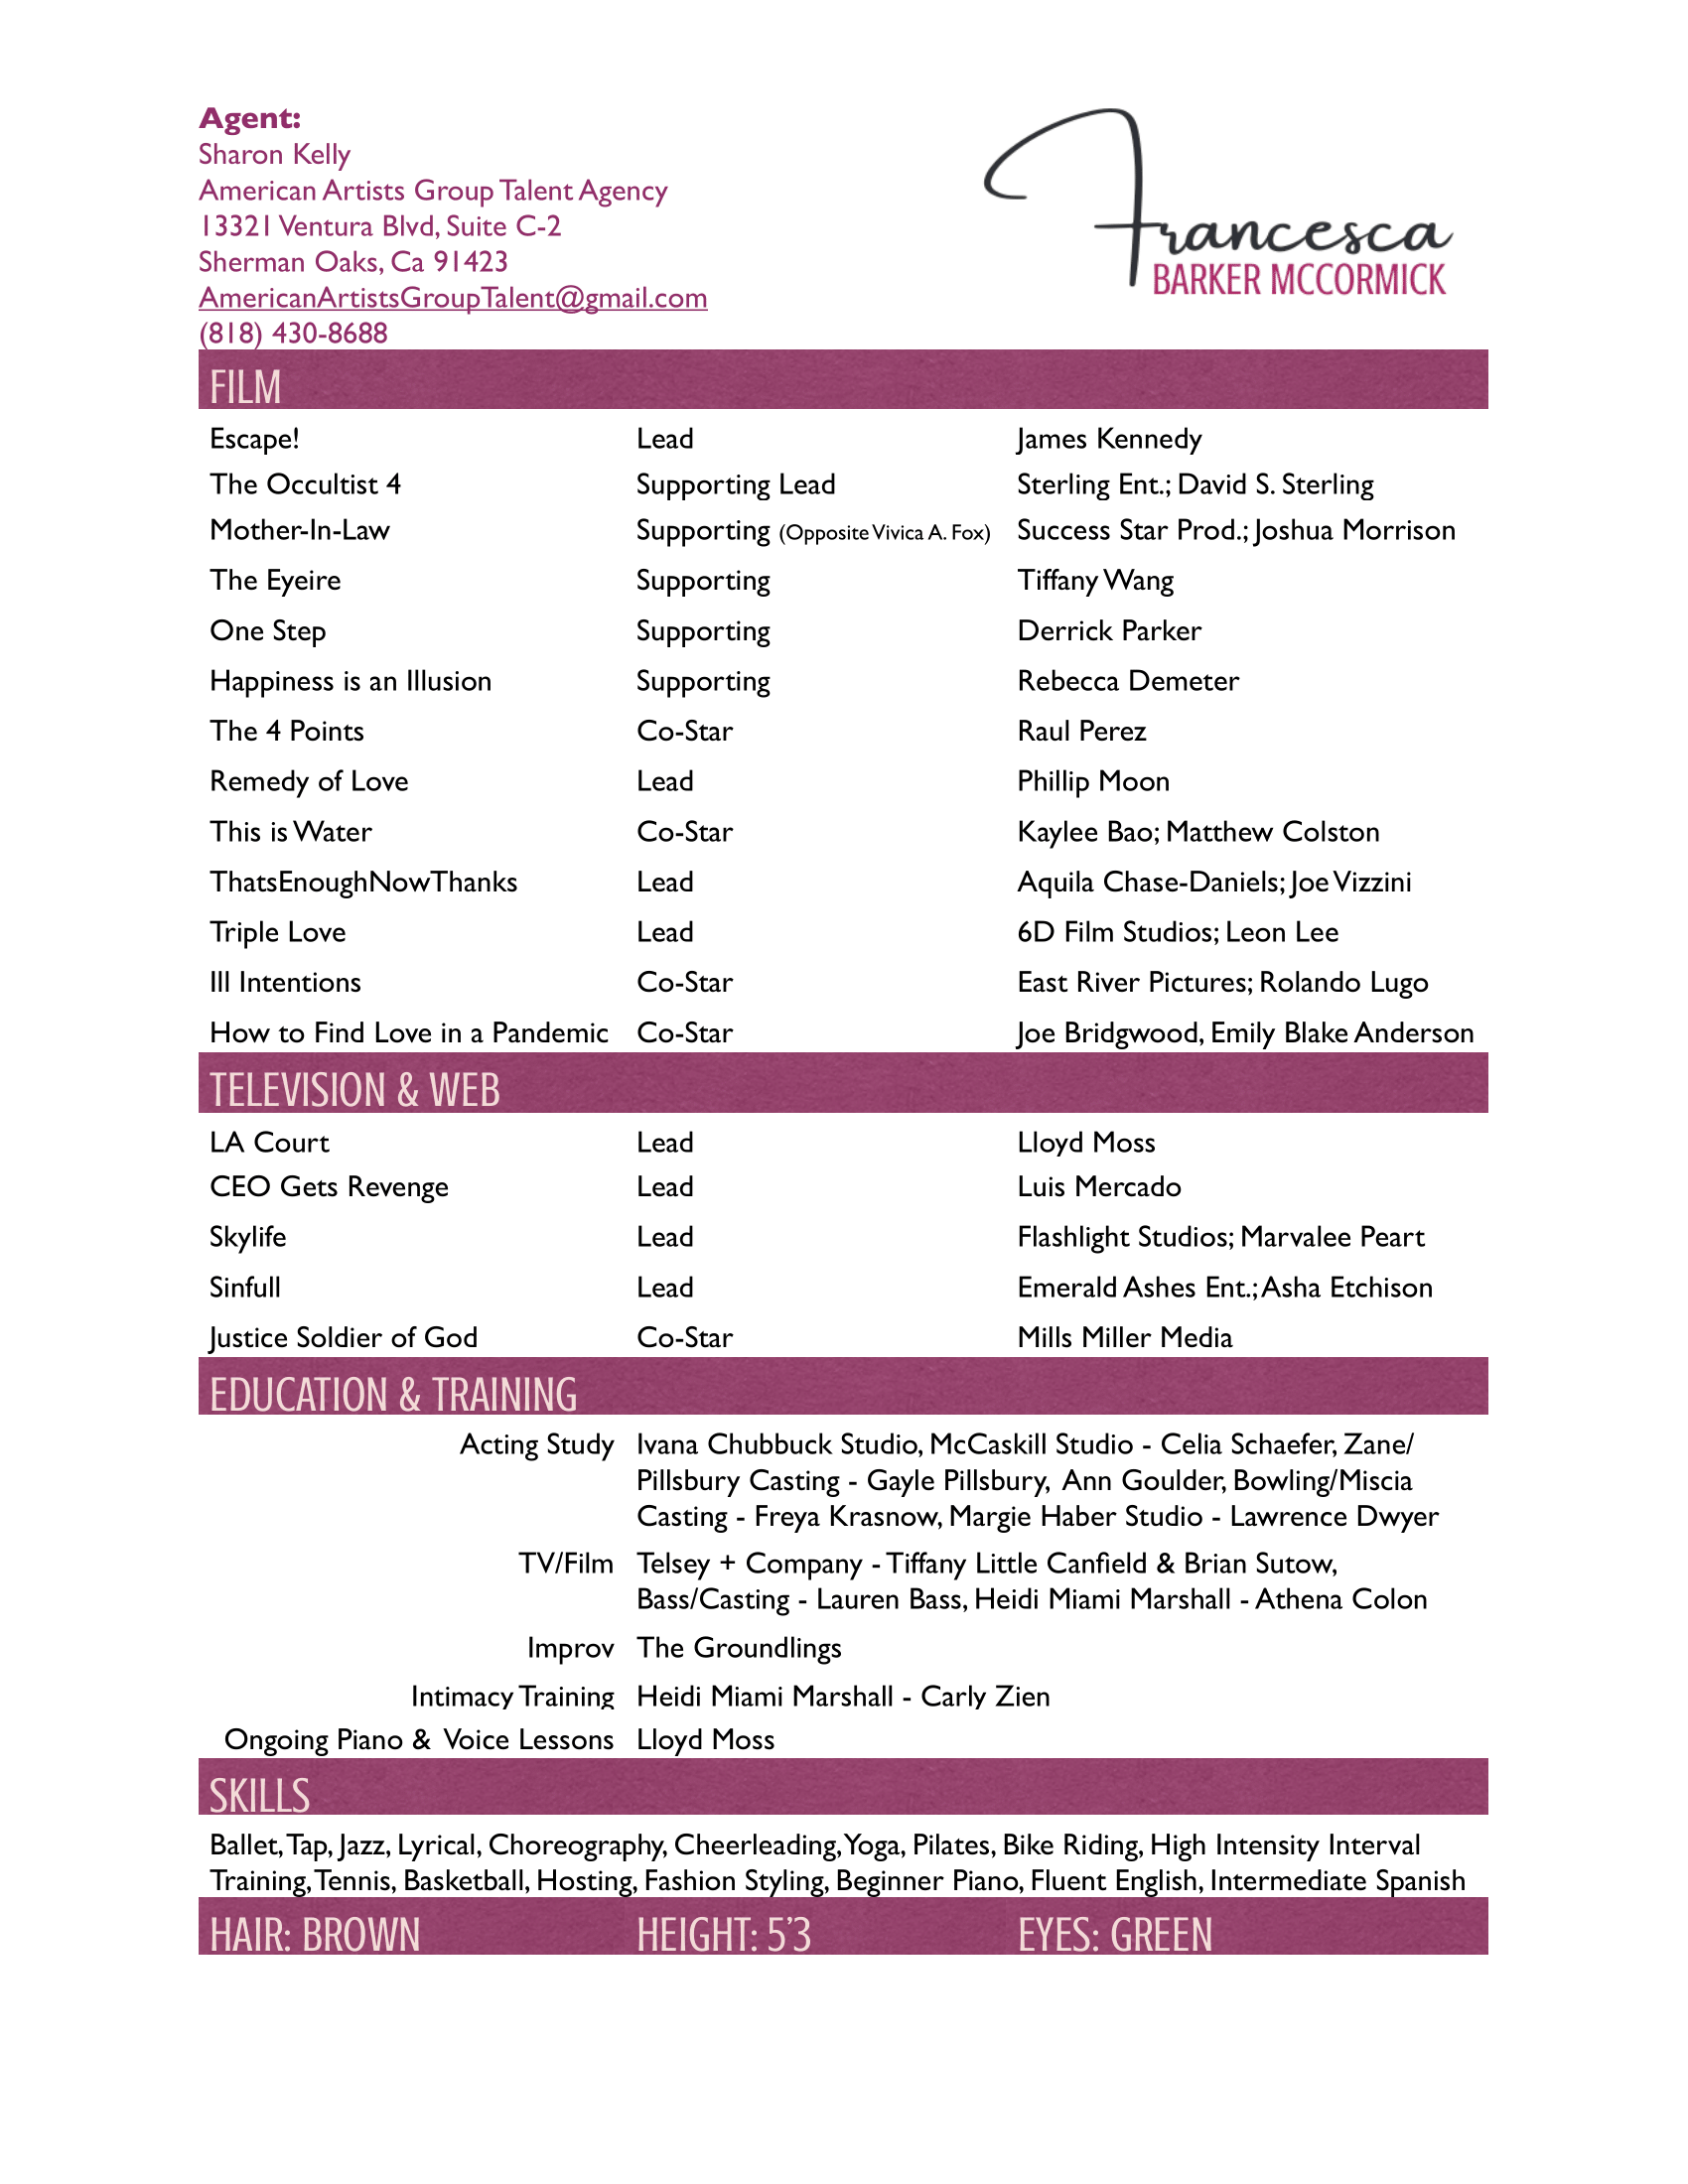 Agent:
Sharon Kelly
American Artists Group Talent Agency
13321 Ventura Blvd, Suite C-2
Sherman Oaks, Ca 91423
AmericanArtistsGroupTalent@gmail.com
(818) 430-8688
Francesca
BARKER MCCORMICK
FILM
Escape! Lead James Kennedy
The Occultist 4 Supporting Lead Sterling Ent.; David S. Sterling
Mother-In-Law Supporting (Opposite Vivica A. Fox) Success Star Prod.; Joshua Morrison
The Eyeire Supporting Tiffany Wang
One Step Supporting Derrick Parker
Happiness is an Illusion Supporting Rebecca Demeter
The 4 Points Co-Star Raul Perez
Remedy of Love Lead Phillip Moon
This is Water Co-Star Kaylee Bao; Matthew Colston
ThatsEnoughNowThanks Lead Aquila Chase-Daniels; Joe Vizzini
Triple Love Lead 6D Film Studios; Leon Lee
Ill Intentions Co-Star East River Pictures; Rolando Lugo
How to Find Love in a Pandemic Co-Star Joe Bridgwood, Emily Blake Anderson
TELEVISION & WEB
LA Court Lead Lloyd Moss
CEO Gets Revenge Lead Luis Mercado
Skylife Lead Flashlight Studios; Marvalee Peart
Sinfull Lead Emerald Ashes Ent.; Asha Etchison
Justice Soldier of God Co-Star Mills Miller Media
EDUCATION & TRAINING
Acting Study Ivana Chubbuck Studio, McCaskill Studio - Celia Schaefer, Zane/
Pillsbury Casting - Gayle Pillsbury, Ann Goulder, Bowling/Miscia
Casting - Freya Krasnow, Margie Haber Studio - Lawrence Dwyer
TV/Film Telsey + Company - Tiffany Little Canfield & Brian Sutow,
Bass/Casting - Lauren Bass, Heidi Miami Marshall - Athena Colon
Improv The Groundlings
Intimacy Training Heidi Miami Marshall - Carly Zien
Ongoing Piano & Voice Lessons Lloyd Moss
SKILLS
Ballet, Tap, Jazz, Lyrical, Choreography, Cheerleading, Yoga, Pilates, Bike Riding, High Intensity Interval
Training, Tennis, Basketball, Hosting, Fashion Styling, Beginner Piano, Fluent English, Intermediate Spanish
HAIR: BROWN HEIGHT: 5’3 EYES: GREEN